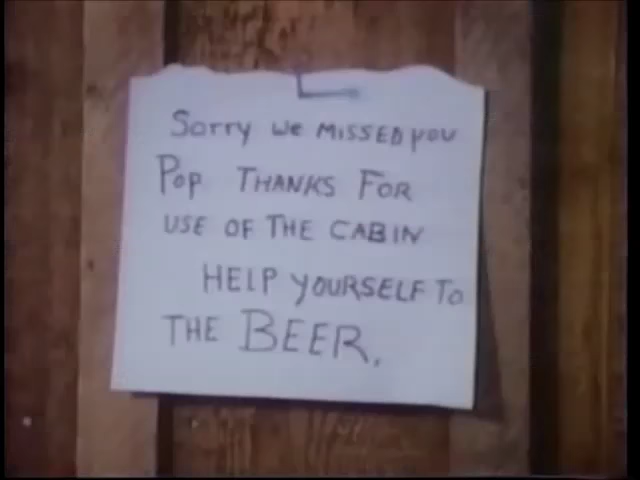 Sorry We MISSED you
Pop THANKS FOR
USE OF THE CABIN
HELP YOURSELF To
THE BEER.